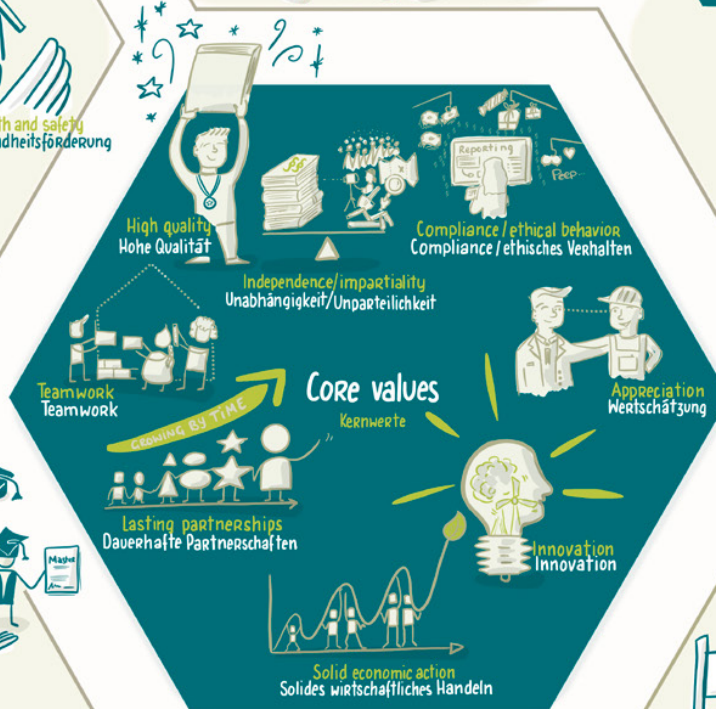 th and safety
dheitsförderung
High quality
Hohe Qualität
§§
Independence/impartiality
Unabhängigkeit/Unparteilichkeit
Reporting
Peep...
Compliance/ethical behavior
Compliance/ethisches Verhalten
Teamwork
Teamwork
Core values
Kernwerte
Appreciation
Wertschätzung
GROWING BY TIME
Lasting partnerships
Dauerhafte Partnerschaften
Innovation
Innovation
Master
Solid economic action
Solides wirtschaftliches Handeln